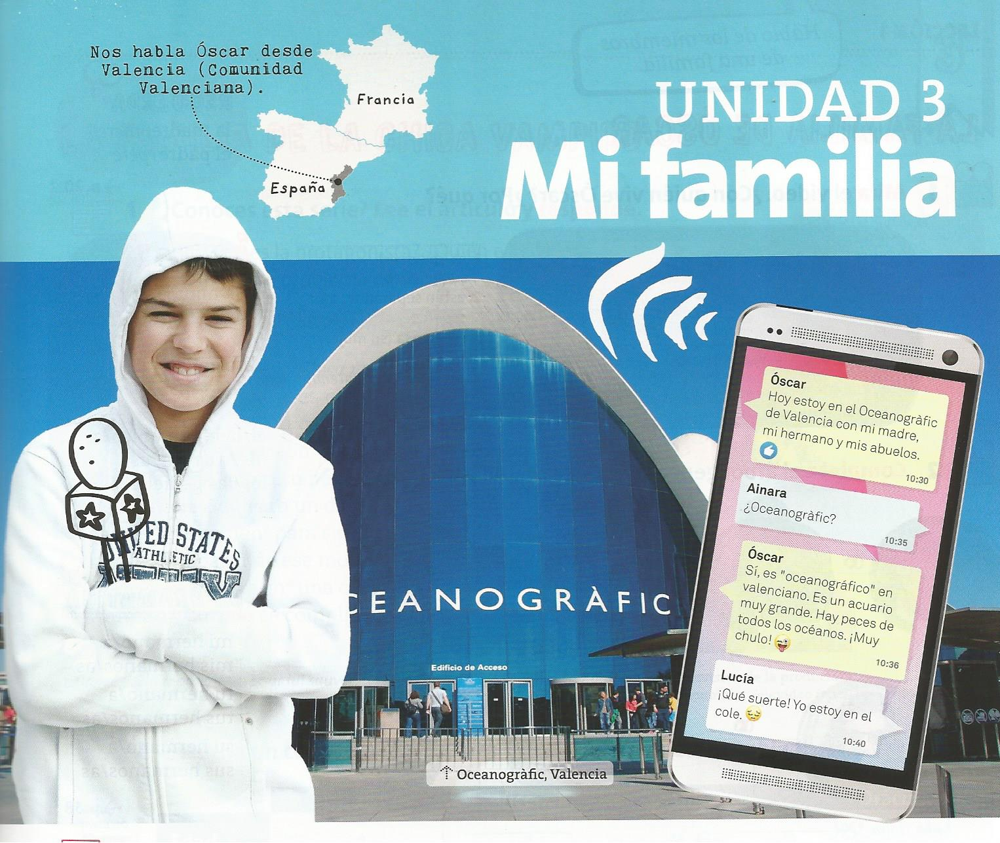 Nos habla Óscar desde
Valencia (Comunidad
Valenciana).
Francia
España
UNIDAD 3
Mi familia
UNITED STATES
ATHLETIC
CEANOGRÀFIC
Edificio de Acceso
Oceanogràfic, Valencia
Óscar
Hoy estoy en el Oceanogràfic
de Valencia con mi madre,
mi hermano y mis abuelos.
10:30
Ainara
¿Oceanogràfic?
10:35
Óscar
Sí, es "oceanográfico" en
valenciano. Es un acuario
muy grande. Hay peces de
todos los océanos. ¡Muy
chulo!
10:36
Lucía
¡Qué suerte! Yo estoy en el
cole.
10:40